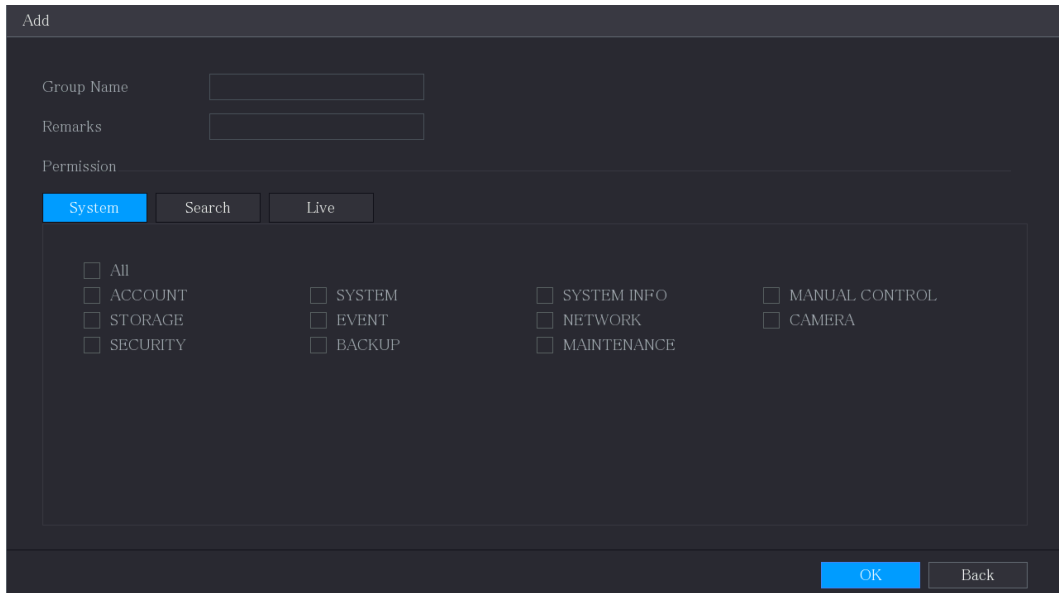 Add
Group Name
Remarks
Permission
System Search Live
All
ACCOUNT SYSTEM SYSTEM INFO MANUAL CONTROL
STORAGE EVENT NETWORK CAMERA
SECURITY BACKUP MAINTENANCE
OK Back